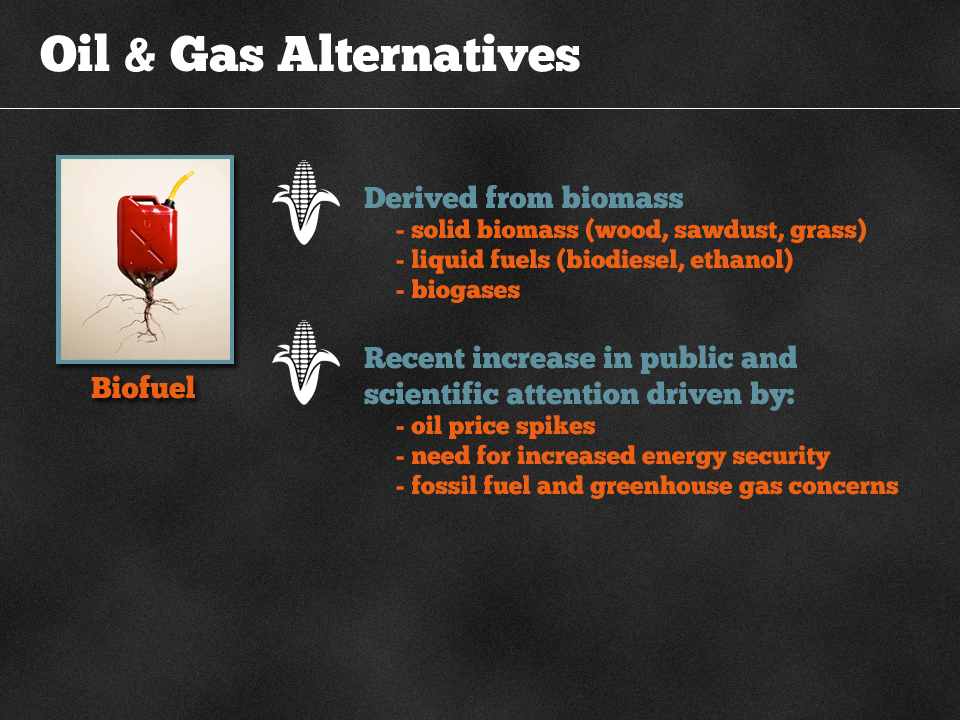 Oil & Gas Alternatives
Derived from biomass
- solid biomass (wood, sawdust, grass)
- liquid fuels (biodiesel, ethanol)
- biogases
Recent increase in public and
scientific attention driven by:
- oil price spikes
- need for increased energy security
- fossil fuel and greenhouse gas concerns
Biofuel